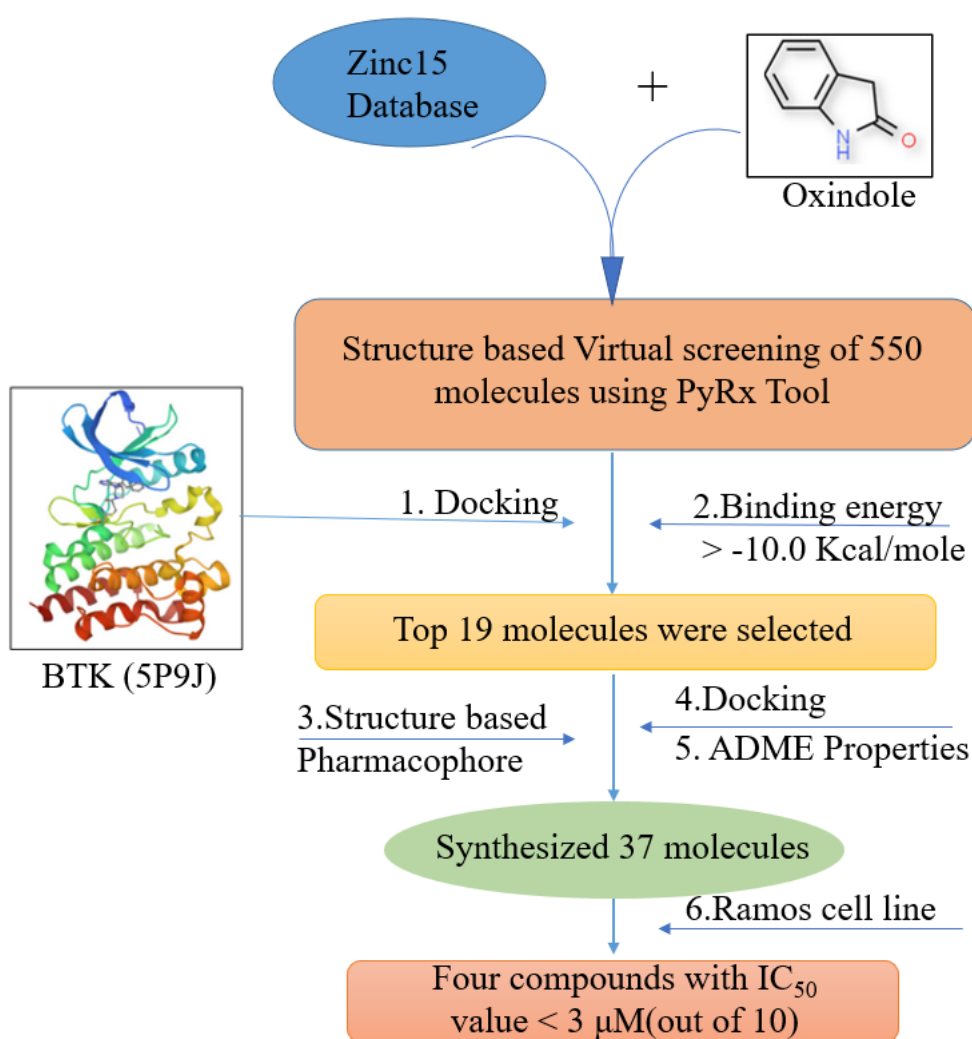 Zinc15
Database
+
NH
O
Oxindole
Structure based Virtual screening of 550
molecules using PyRx Tool
1. Docking
2.Binding energy
> -10.0 Kcal/mole
BTK (5P9J)
Top 19 molecules were selected
3.Structure based
Pharmacophore
4.Docking
5. ADME Properties
Synthesized 37 molecules
6.Ramos cell line
Four compounds with IC₅₀
value < 3 μM(out of 10)